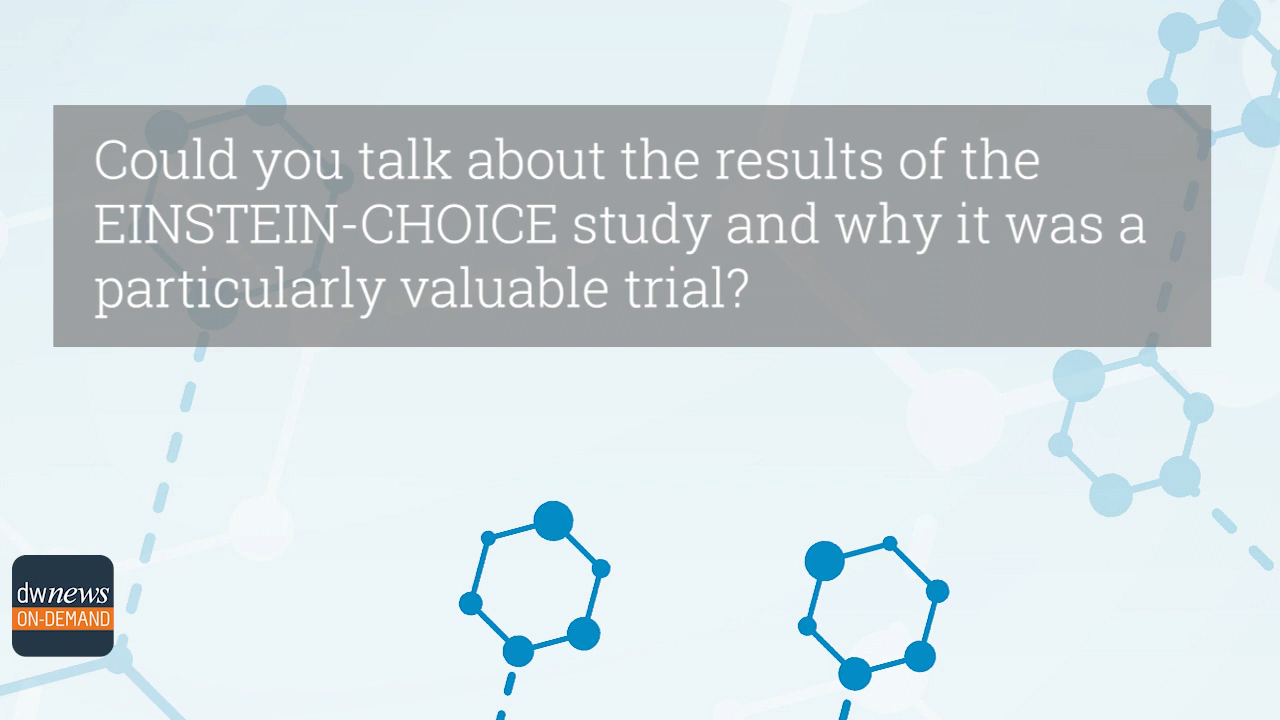 Could you talk about the results of the
EINSTEIN-CHOICE study and why it was a
particularly valuable trial?
dwnews
ON-DEMAND